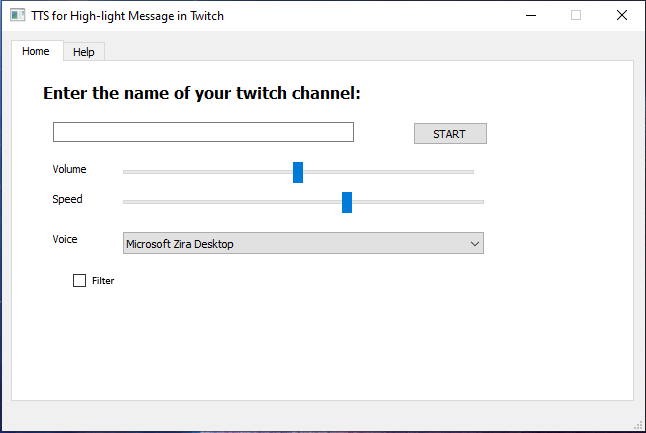 TTS for High-light Message in Twitch
Home Help
Enter the name of your twitch channel:
START
Volume
Speed
Voice Microsoft Zira Desktop
Filter